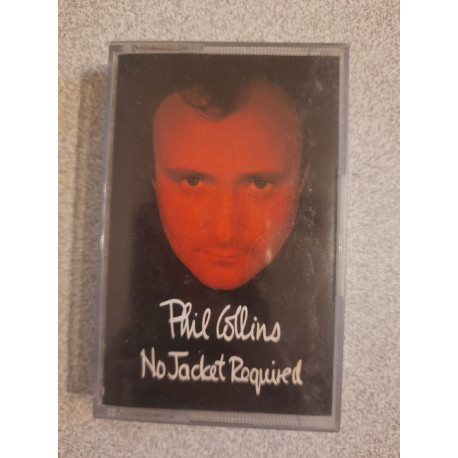 Phil Collins
No Jacket Required